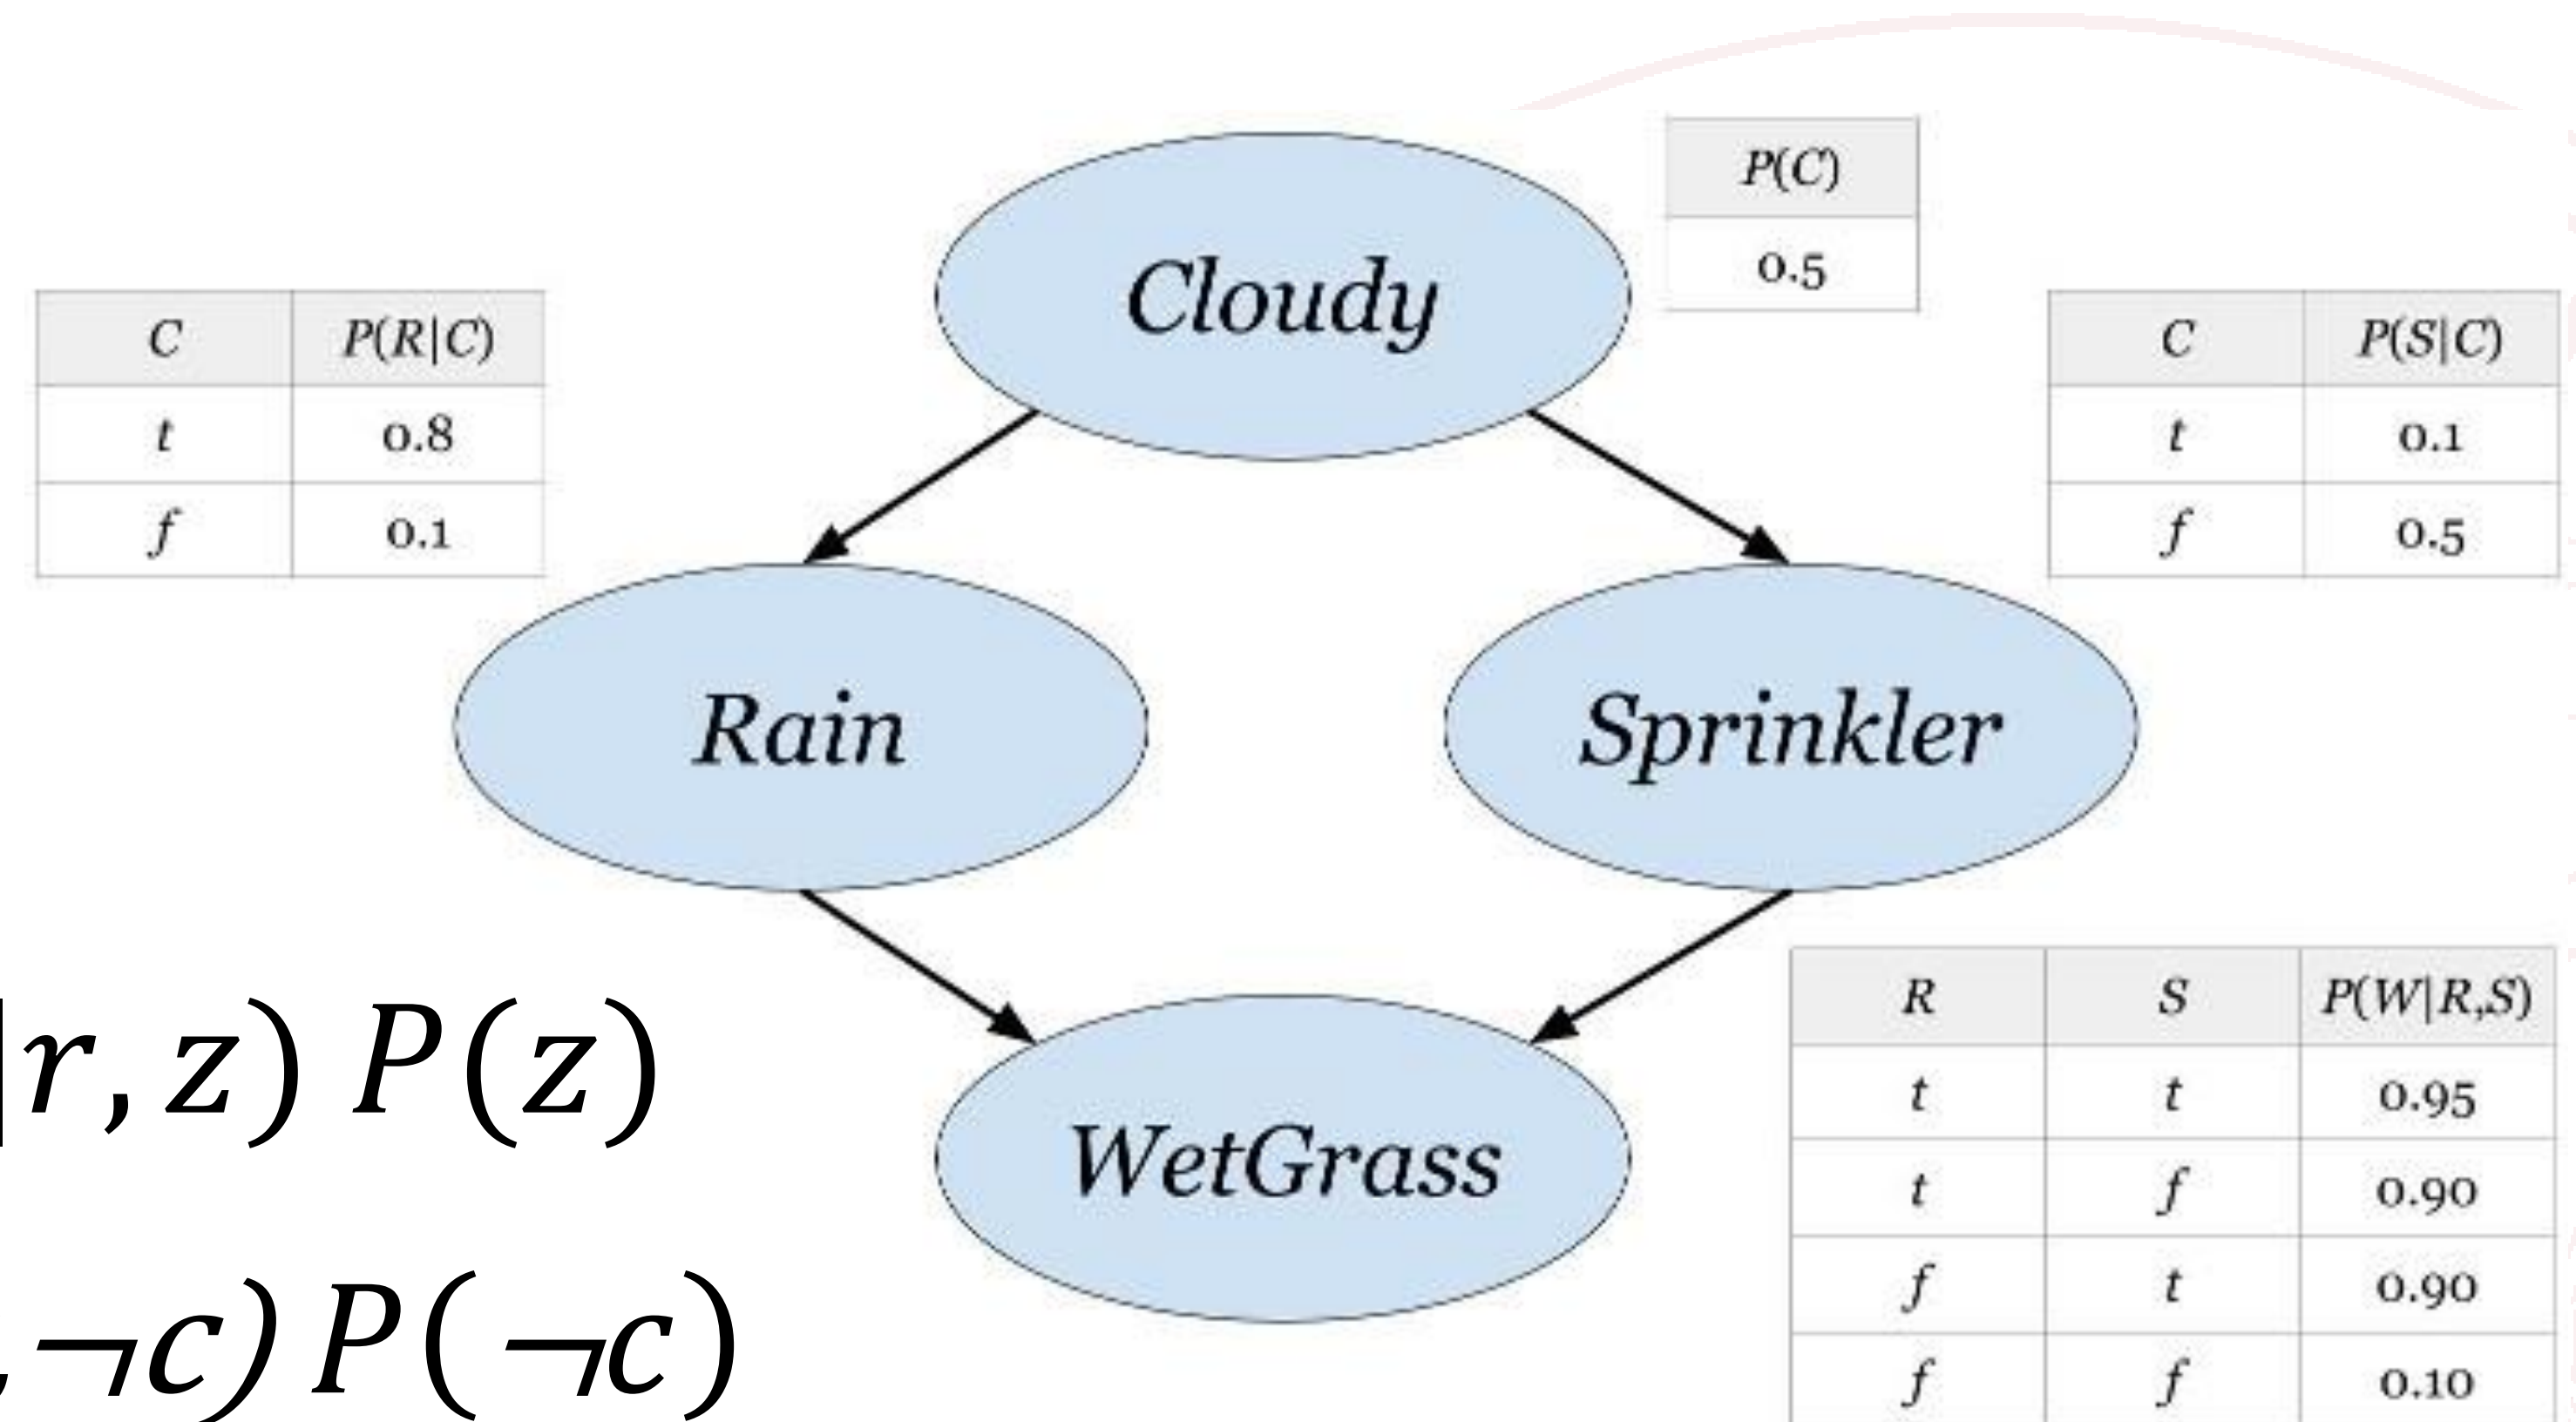 P(C)
0.5
Cloudy
C P(R|C)
t 0.8
f 0.1
C P(S|C)
t 0.1
f 0.5
Rain
Sprinkler
WetGrass
R S P(W|R,S)
t t 0.95
t f 0.90
f t 0.90
f f 0.10
|r, z) P(z)
, ¬c) P(¬c)